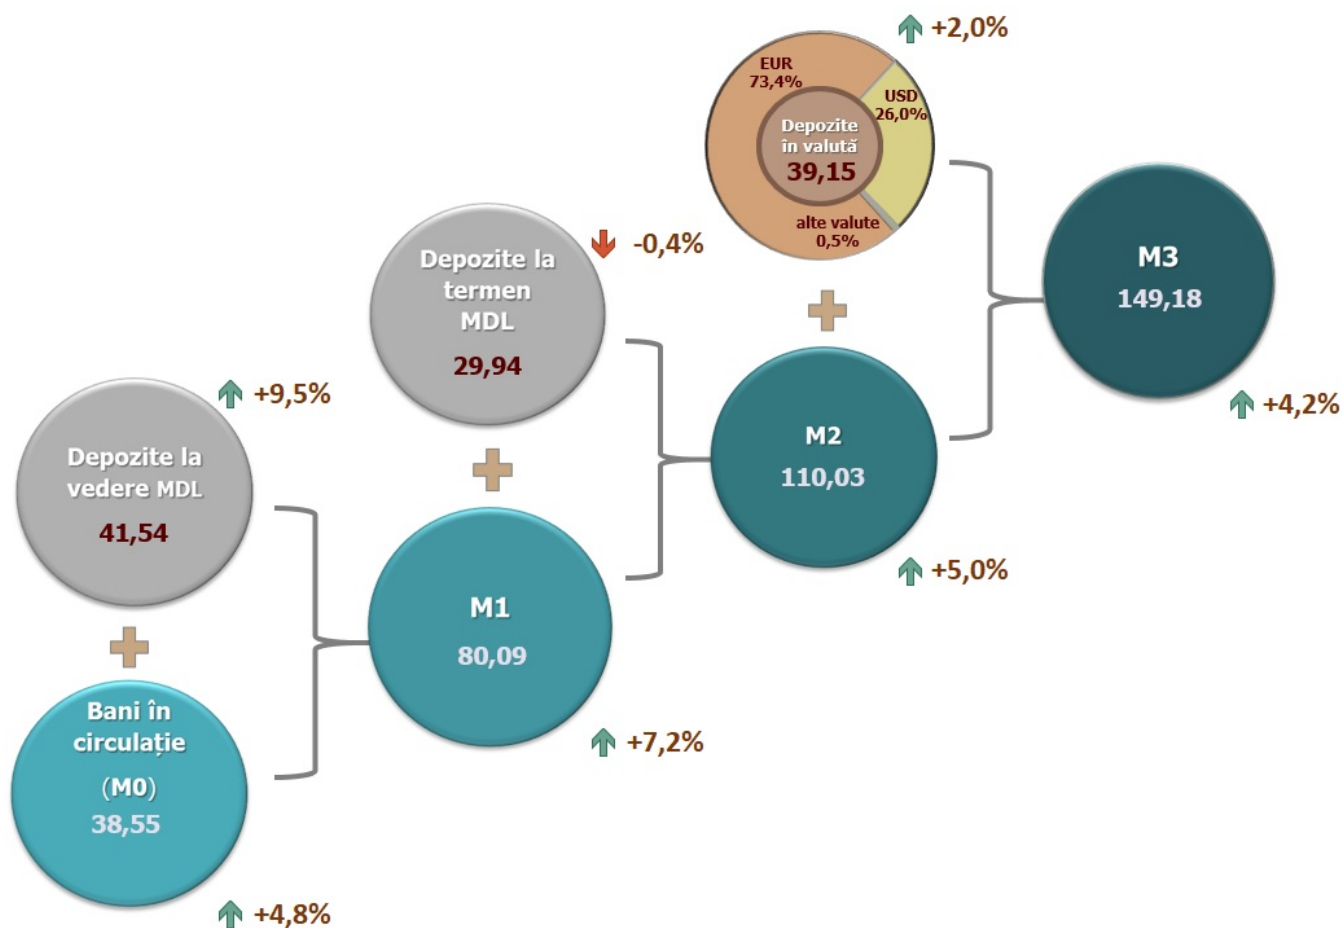 +2,0%
EUR
73,4%
USD
26,0%
Depozite
în valută
39,15
alte valute
0,5%
M3
149,18
+4,2%
Depozite la
termen
MDL
29,94
-0,4%
M2
110,03
+5,0%
Depozite la
vedere MDL
41,54
+9,5%
M1
80,09
+7,2%
Bani în
circulație
(M0)
38,55
+4,8%